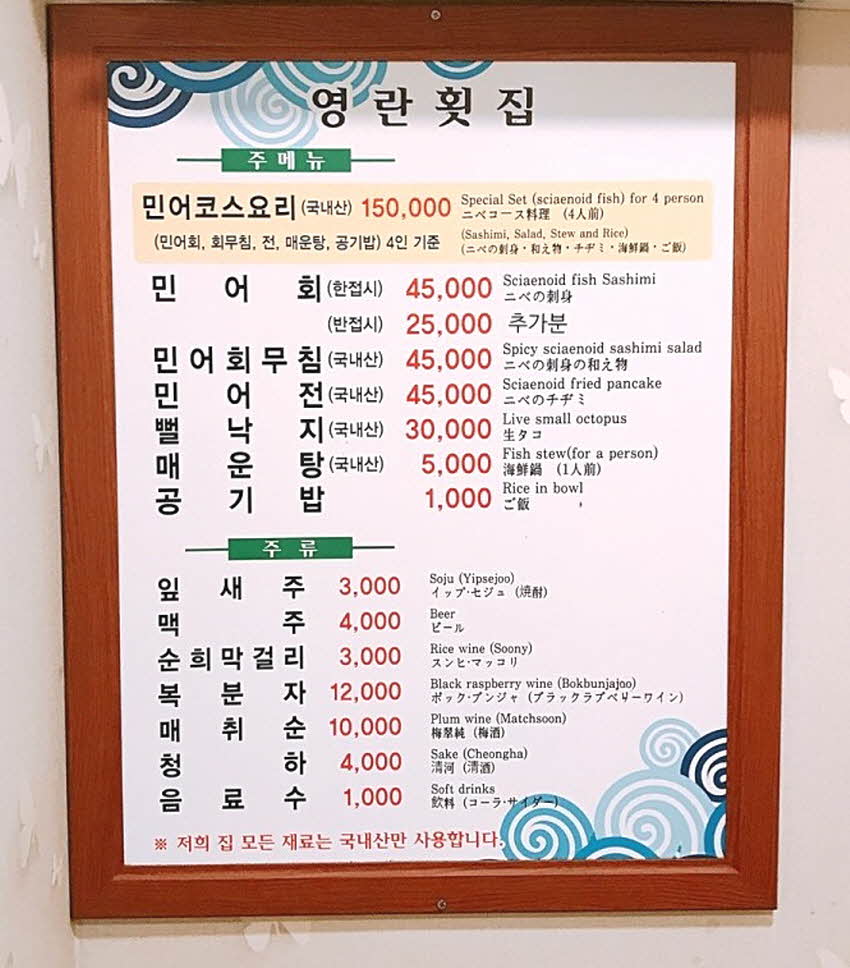 영란횟집
주메뉴
민어코스요리(국내산) 150,000 Special Set (sciaenoid fish) for 4 person
ニベコース料理 (4人前)
(민어회, 회무침, 전, 매운탕, 공기밥) 4인 기준 (Sashimi, Salad, Stew and Rice)
(ニベの刺身・和え物・チヂミ・海鮮鍋・ご飯)
민어회(한접시) 45,000 Sciaenoid fish Sashimi
ニベの刺身
(반접시) 25,000 추가분
민어회무침(국내산) 45,000 Spicy sciaenoid sashimi salad
ニベの刺身の和え物
민어전(국내산) 45,000 Sciaenoid fried pancake
ニベのチヂミ
뻘낙지(국내산) 30,000 Live small octopus
生タコ
매운탕(국내산) 5,000 Fish stew(for a person)
海鮮鍋 (1人前)
공기밥 1,000 Rice in bowl
ご飯
주류
잎새주 3,000 Soju (Yipsejoo)
イップ・セジュ (焼酎)
맥주 4,000 Beer
ビール
순희막걸리 3,000 Rice wine (Soony)
スンヒ・マッコリ
복분자 12,000 Black raspberry wine (Bokbunjajoo)
ボック・ブンジャ (ブラックラブベリーワイン)
매취순 10,000 Plum wine (Matchsoon)
梅翠純 (梅酒)
청하 4,000 Sake (Cheongha)
清河 (清酒)
음료수 1,000 Soft drinks
飲料 (コーラ・サイダー)
※ 저희 집 모든 재료는 국내산만 사용합니다.